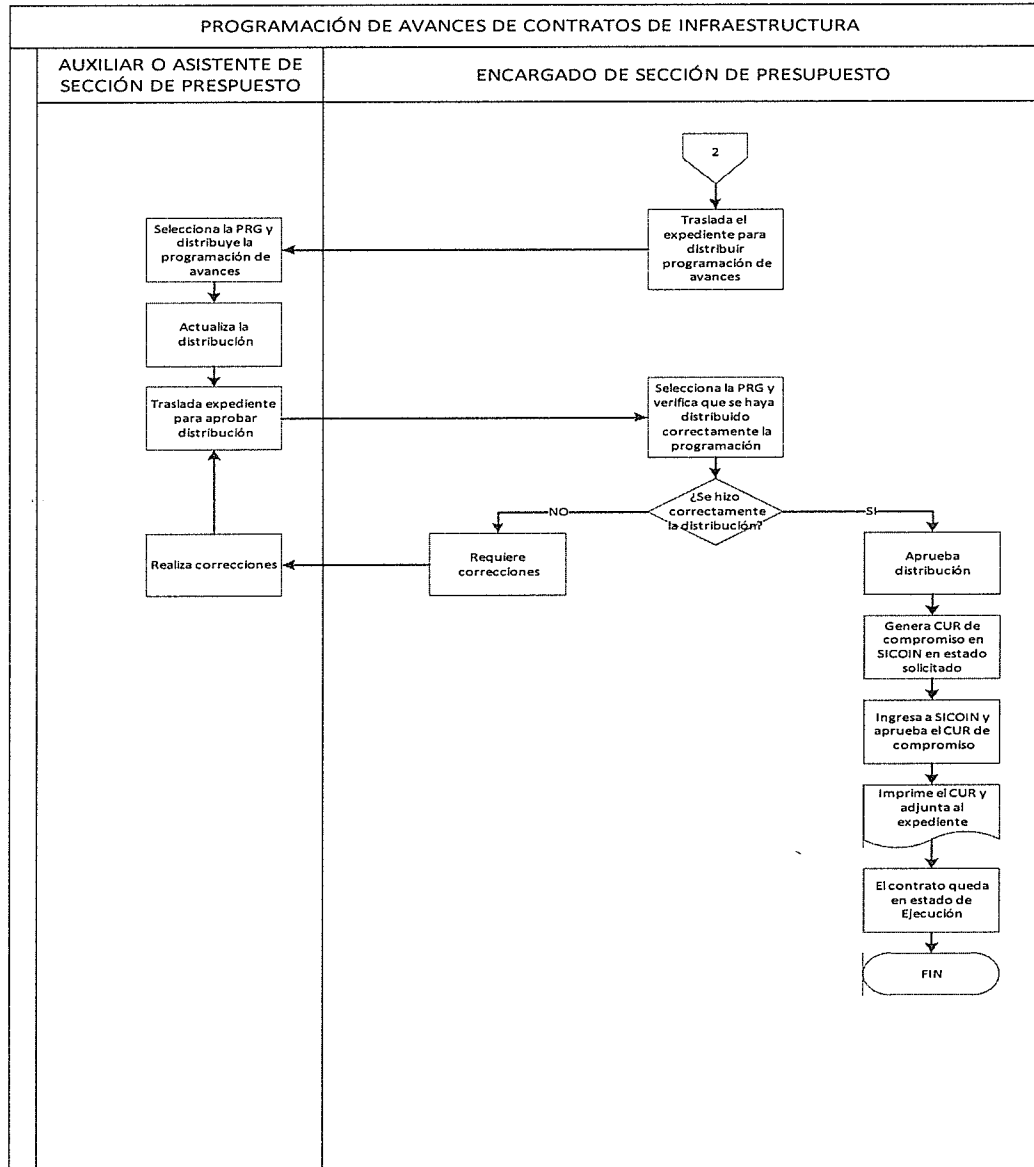 PROGRAMACIÓN DE AVANCES DE CONTRATOS DE INFRAESTRUCTURA
AUXILIAR O ASISTENTE DE
SECCIÓN DE PRESPUESTO
ENCARGADO DE SECCIÓN DE PRESUPUESTO
2
Traslada el
expediente para
distribuir
programación de
avances
Selecciona la PRG y
distribuye la
programación de
avances
Actualiza la
distribución
Traslada expediente
para aprobar
distribución
Selecciona la PRG y
verifica que se haya
distribuido
correctamente la
programación
¿Se hizo
correctamente
la distribución?
NO
SI
Realiza correcciones
Requiere
correcciones
Aprueba
distribución
Genera CUR de
compromiso en
SICOIN en estado
solicitado
Ingresa a SICOIN y
aprueba el CUR de
compromiso
Imprime el CUR y
adjunta al
expediente
El contrato queda
en estado de
Ejecución
FIN